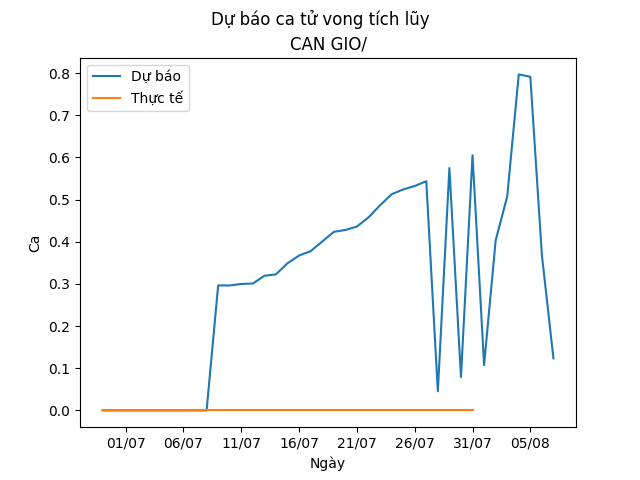 Dự báo ca tử vong tích lũy
CAN GIO/
Dự báo
Thực tế
0.8
0.7
0.6
0.5
0.4
0.3
0.2
0.1
0.0
Ca
01/07 06/07 11/07 16/07 21/07 26/07 31/07 05/08
Ngày